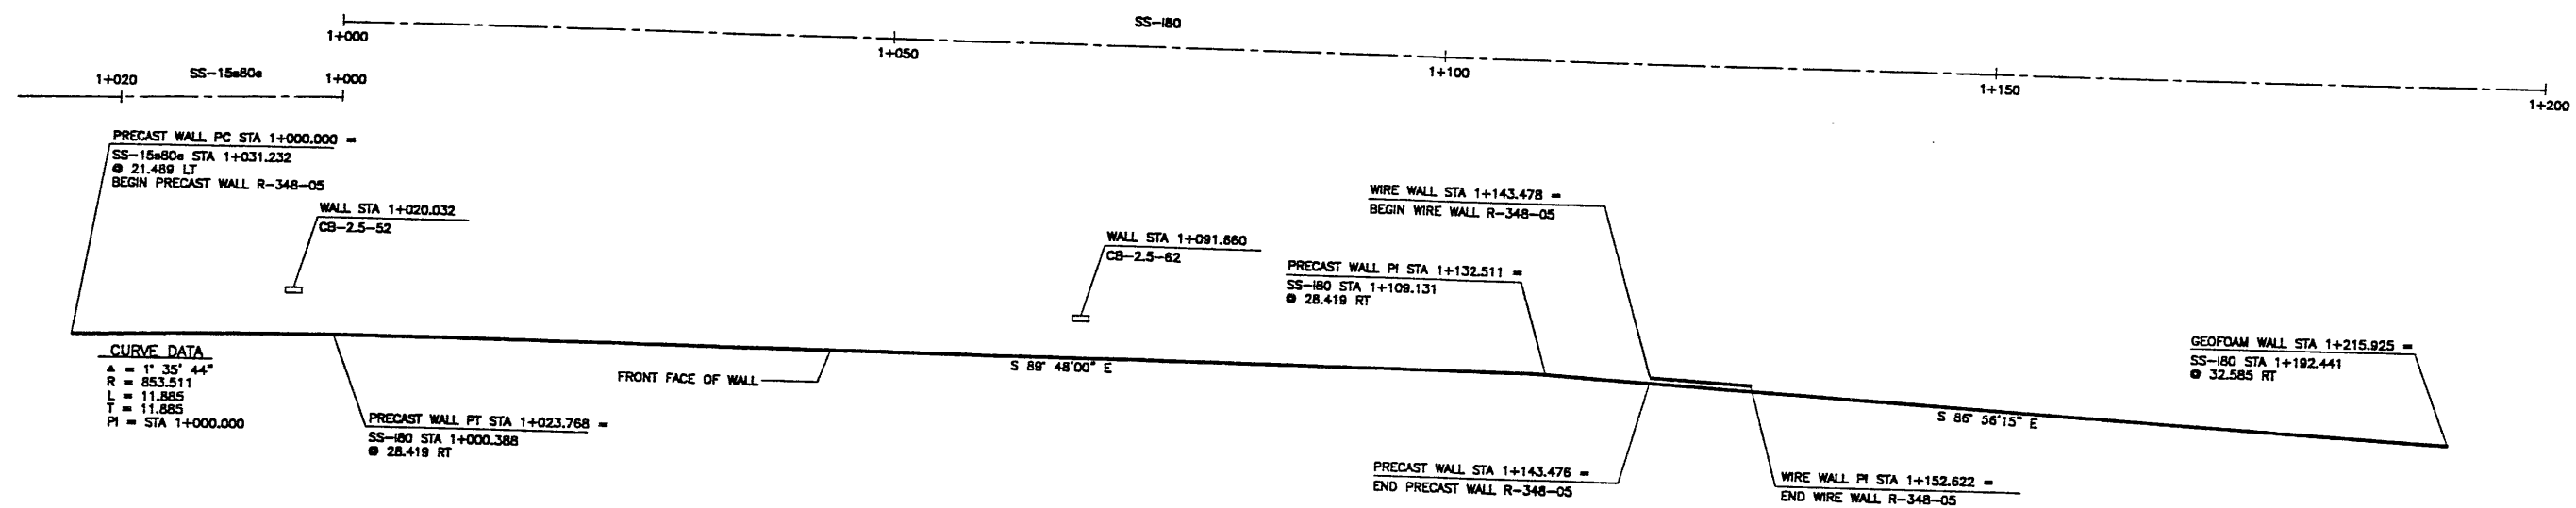 SS-I80
1+000
1+050
1+100
1+150
1+200
1+020
SS-15s80e
1+000
PRECAST WALL PC STA 1+000.000 =
SS-15s80e STA 1+031.232
@ 21.489 LT
BEGIN PRECAST WALL R-348-05
WALL STA 1+020.032
CB-2.5-52
WALL STA 1+091.660
CB-2.5-62
WIRE WALL STA 1+143.478 =
BEGIN WIRE WALL R-348-05
PRECAST WALL PI STA 1+132.511 =
SS-I80 STA 1+109.131
@ 28.419 RT
GEOFOAM WALL STA 1+215.925 =
SS-I80 STA 1+192.441
@ 32.585 RT
CURVE DATA
Δ = 1° 35' 44"
R = 853.511
L = 11.885
T = 11.885
PI = STA 1+000.000
FRONT FACE OF WALL
S 89° 48'00" E
S 86° 56'15" E
PRECAST WALL PT STA 1+023.768 =
SS-I80 STA 1+000.388
@ 28.419 RT
PRECAST WALL STA 1+143.476 =
END PRECAST WALL R-348-05
WIRE WALL PI STA 1+152.622 =
END WIRE WALL R-348-05